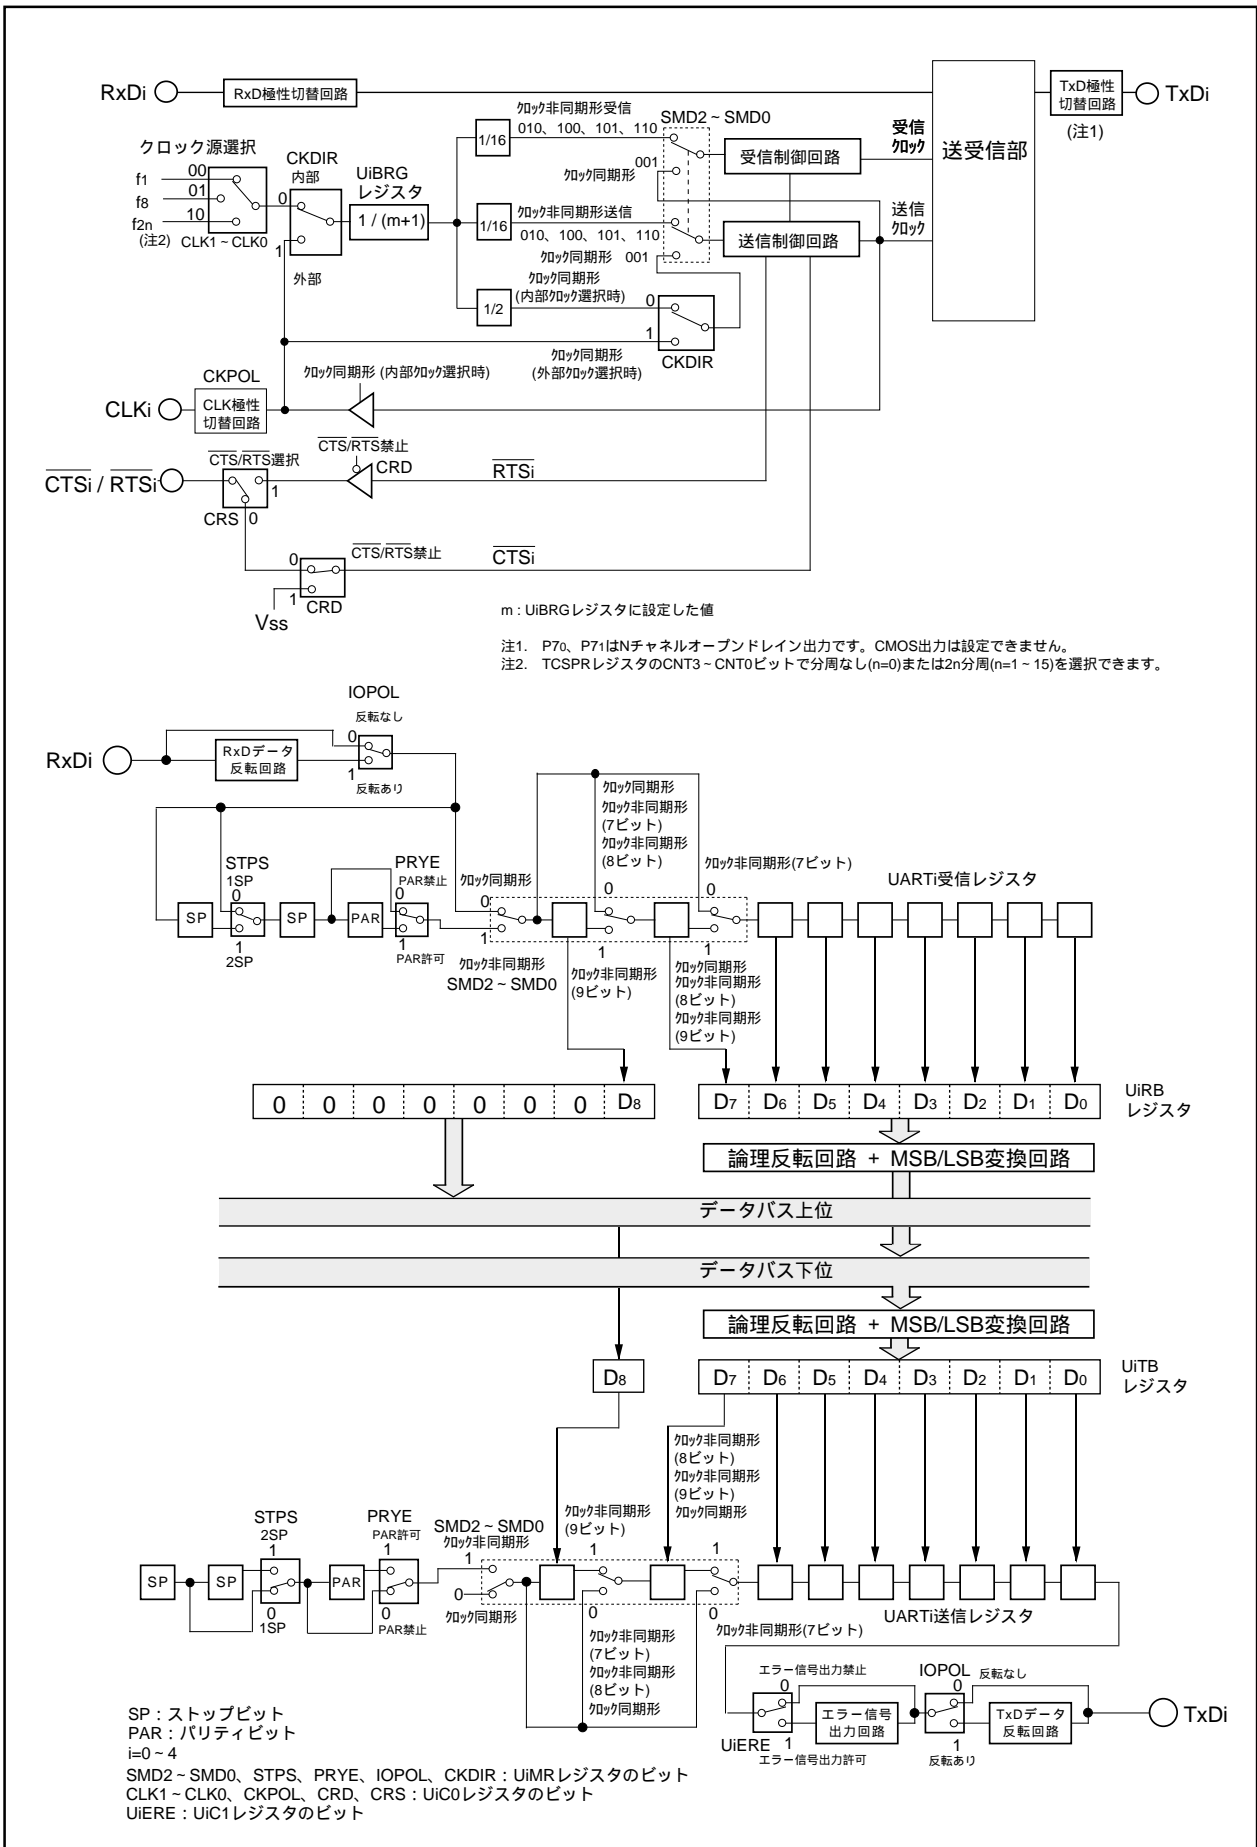 RxDi
RxD極性切替回路
クロック源選択
f1
f8
f2n
(注2)
00
01
10
CLK1~CLK0
CKDIR
内部
0
1
外部
UiBRG
レジスタ
1 / (m+1)
1/16
クロック非同期形受信
010、100、101、110
SMD2~SMD0
クロック同期形
001
1/16
クロック非同期形送信
010、100、101、110
クロック同期形
001
1/2
クロック同期形
(内部クロック選択時)
0
1
CKDIR
クロック同期形
(外部クロック選択時)
受信制御回路
送信制御回路
受信
クロック
送信
クロック
送受信部
TxD極性
切替回路
(注1)
TxDi
CLKi
CKPOL
CLK極性
切替回路
クロック同期形 (内部クロック選択時)
CTSi / RTSi
CTS/RTS選択
1
CRS
0
CTS/RTS禁止
CRD
RTSi
0
1
CRD
Vss
CTS/RTS禁止
CTSi
m : UiBRGレジスタに設定した値
注1. P70、P71はNチャネルオープンドレイン出力です。CMOS出力は設定できません。
注2. TCSPRレジスタのCNT3~CNT0ビットで分周なし(n=0)または2n分周(n=1~15)を選択できます。
RxDi
RxDデータ
反転回路
IOPOL
反転なし
0
1
反転あり
SP
STPS
1SP
0
1
2SP
SP
PAR
PRYE
PAR禁止
0
1
PAR許可
クロック同期形
0
1
クロック非同期形
SMD2~SMD0
クロック同期形
クロック非同期形
(7ビット)
クロック非同期形
(8ビット)
0
1
クロック非同期形
(9ビット)
クロック非同期形(7ビット)
0
1
クロック同期形
クロック非同期形
(8ビット)
クロック非同期形
(9ビット)
UARTi受信レジスタ
0 0 0 0 0 0 0 D8
D7 D6 D5 D4 D3 D2 D1 D0
UiRB
レジスタ
論理反転回路 + MSB/LSB変換回路
データバス上位
データバス下位
論理反転回路 + MSB/LSB変換回路
D8
D7 D6 D5 D4 D3 D2 D1 D0
UiTB
レジスタ
クロック非同期形
(8ビット)
クロック非同期形
(9ビット)
クロック同期形
SP
SP
STPS
2SP
1
0
1SP
PAR
PRYE
PAR許可
1
0
PAR禁止
SMD2~SMD0
クロック非同期形
1
0
クロック同期形
クロック非同期形
(9ビット)
1
0
クロック非同期形
(7ビット)
クロック非同期形
(8ビット)
クロック同期形
1
0
クロック非同期形(7ビット)
UARTi送信レジスタ
エラー信号出力禁止
0
UiERE
1
エラー信号出力許可
エラー信号
出力回路
IOPOL
反転なし
0
1
反転あり
TxDデータ
反転回路
TxDi
SP : ストップビット
PAR : パリティビット
i=0~4
SMD2~SMD0、STPS、PRYE、IOPOL、CKDIR : UiMRレジスタのビット
CLK1~CLK0、CKPOL、CRD、CRS : UiC0レジスタのビット
UiERE : UiC1レジスタのビット